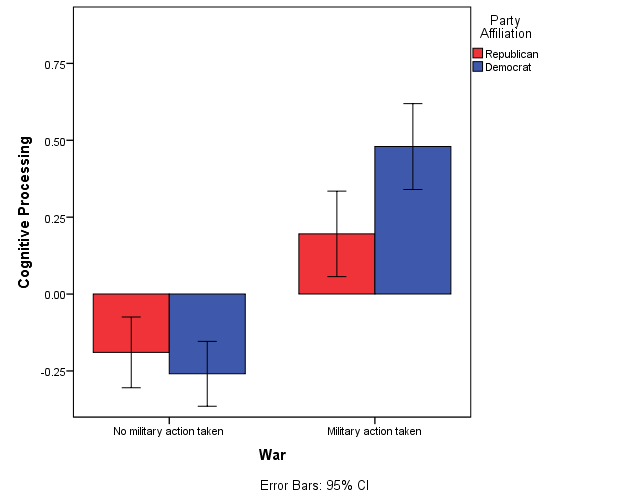 Party
Affiliation
Republican
Democrat
Cognitive Processing
0.75
0.50
0.25
0.00
-0.25
No military action taken
Military action taken
War
Error Bars: 95% CI